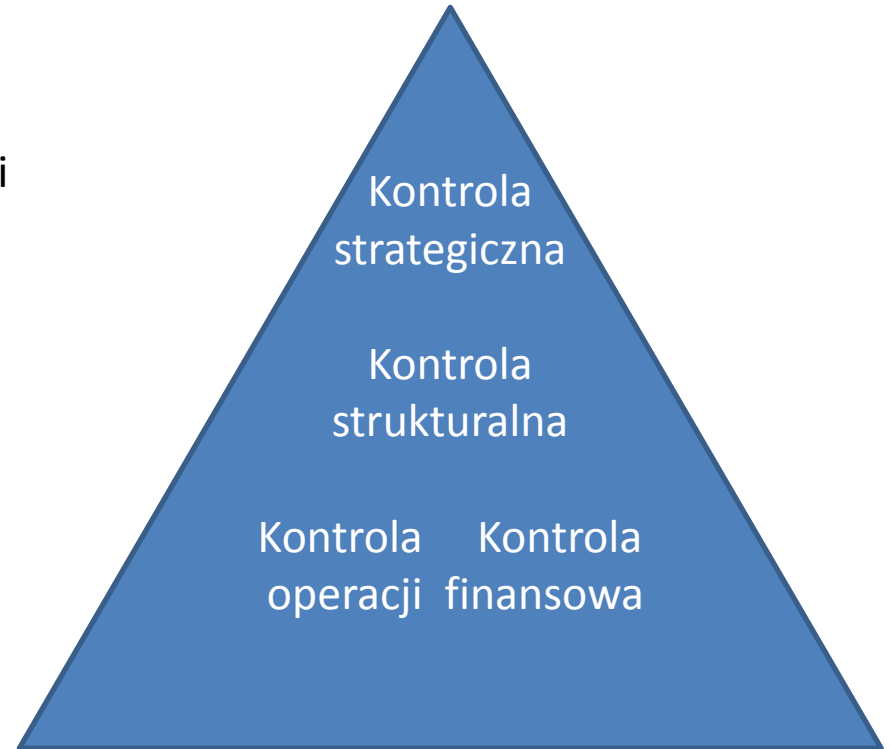 i
Kontrola
strategiczna
Kontrola
strukturalna
Kontrola Kontrola
operacji finansowa